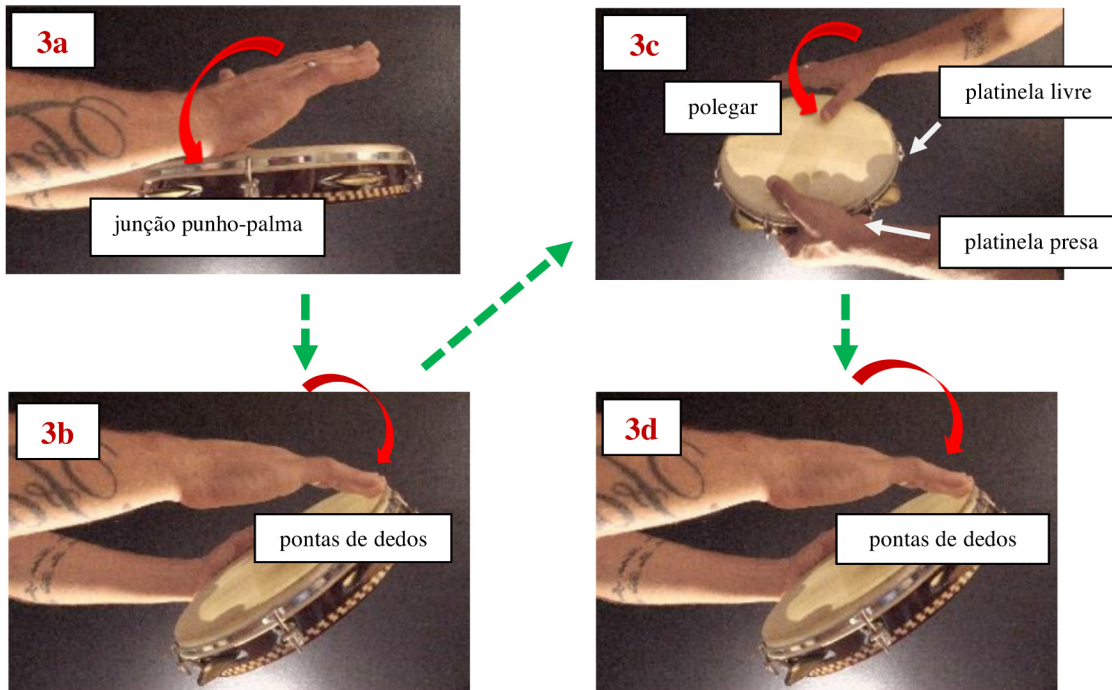 3a
junção punho-palma
3b
pontas de dedos
3c
polegar
platinela livre
platinela presa
3d
pontas de dedos